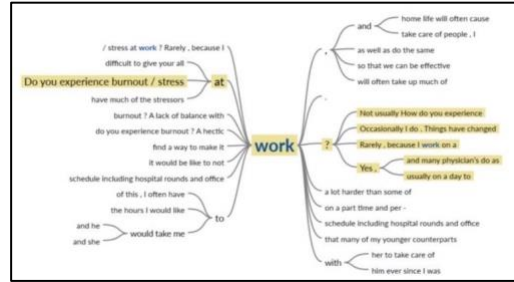 / stress at work ? Rarely , because I
difficult to give your all
Do you experience burnout / stress
at
have much of the stressors
burnout ? A lack of balance with
do you experience burnout ? A hectic
find a way to make it
it would be like to not
schedule including hospital rounds and office
of this , I often have
the hours I would like
to
and he
would take me
and she
work
,
and
home life will often cause
take care of people , I
as well as do the same
so that we can be effective
will often take up much of
.
?
Not usually How do you experience
Occasionally I do . Things have changed
Rarely , because I work on a
Yes ,
and many physician's do as
usually on a day to
a lot harder than some of
on a part time and per -
schedule including hospital rounds and office
that many of my younger counterparts
with
her to take care of
him ever since I was